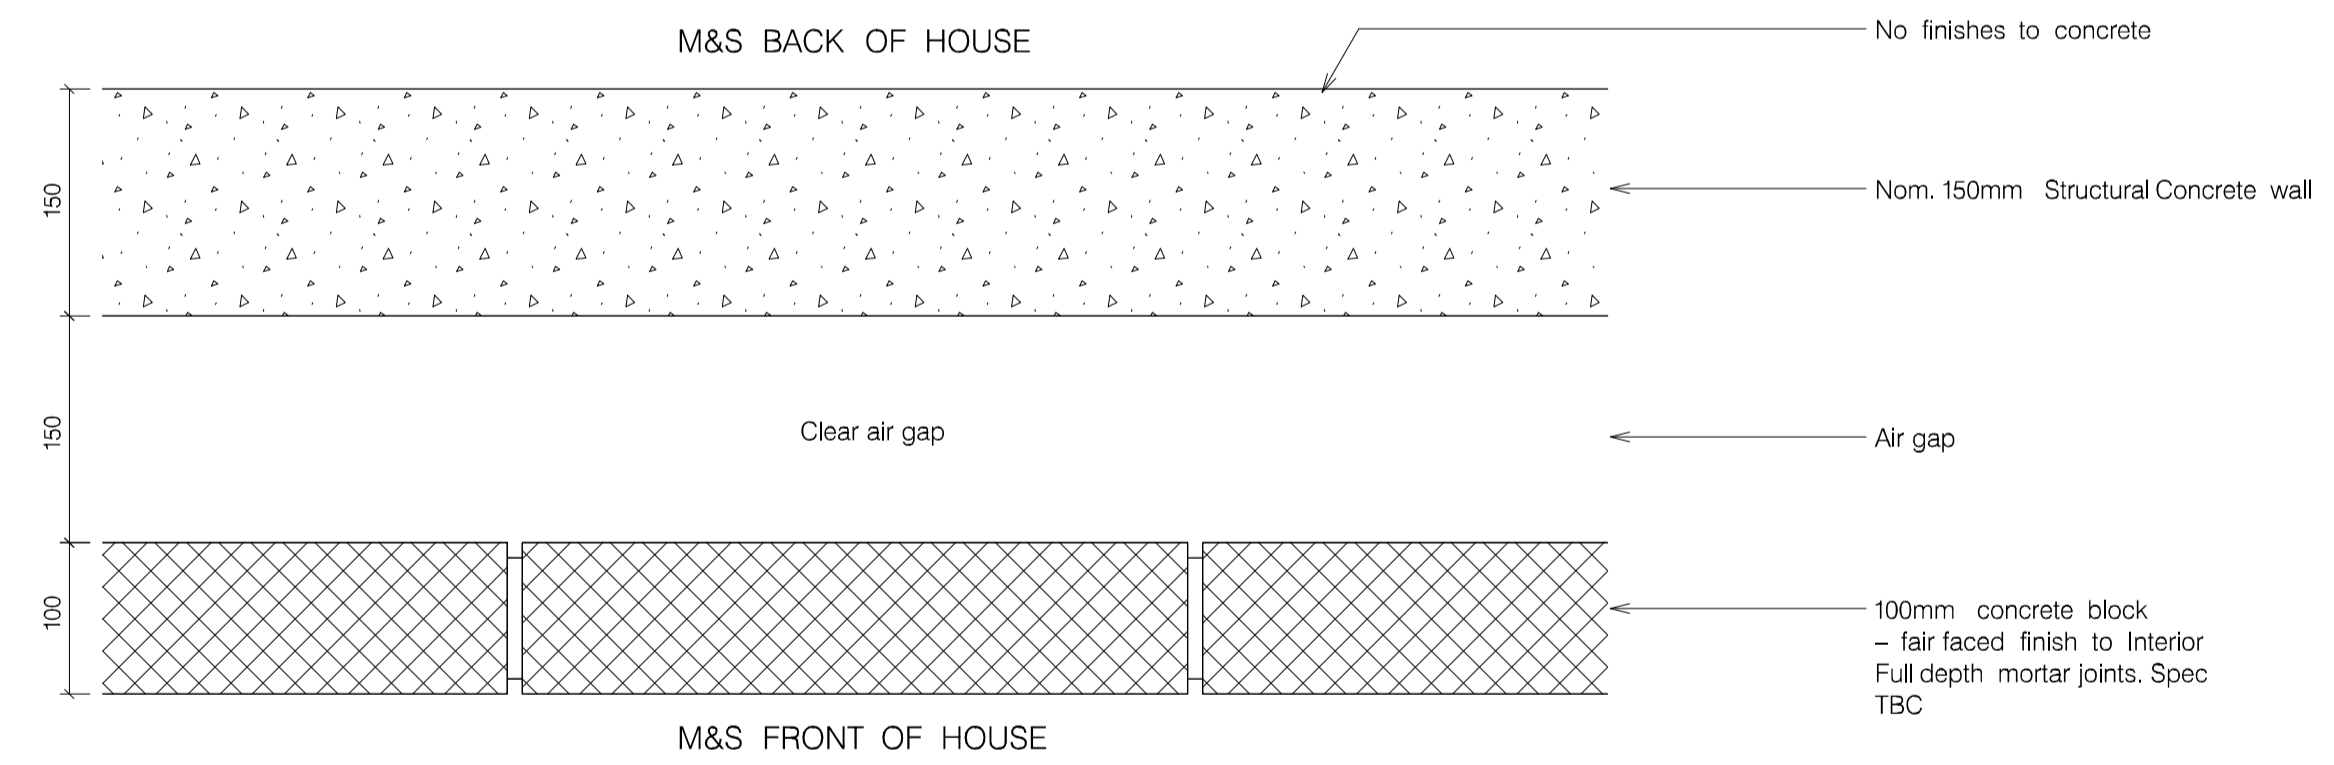 M&S BACK OF HOUSE
No finishes to concrete
150
Nom. 150mm Structural Concrete wall
150
Clear air gap
Air gap
100
100mm concrete block
– fair faced finish to Interior
Full depth mortar joints. Spec
TBC
M&S FRONT OF HOUSE